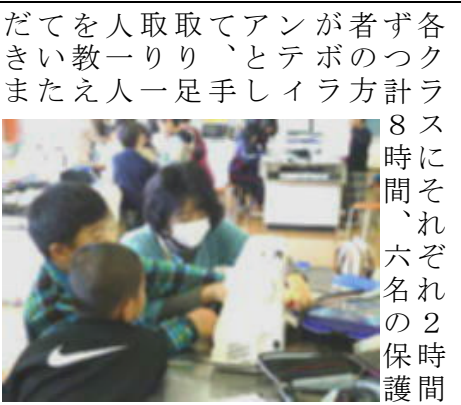 各クラスにそれぞれ２時間
ずつ計８時間、六名の保護
者の方
がボラ
ンティ
アとし
て、手
取り足
取り一
人一人
を教え
ていた
だきま